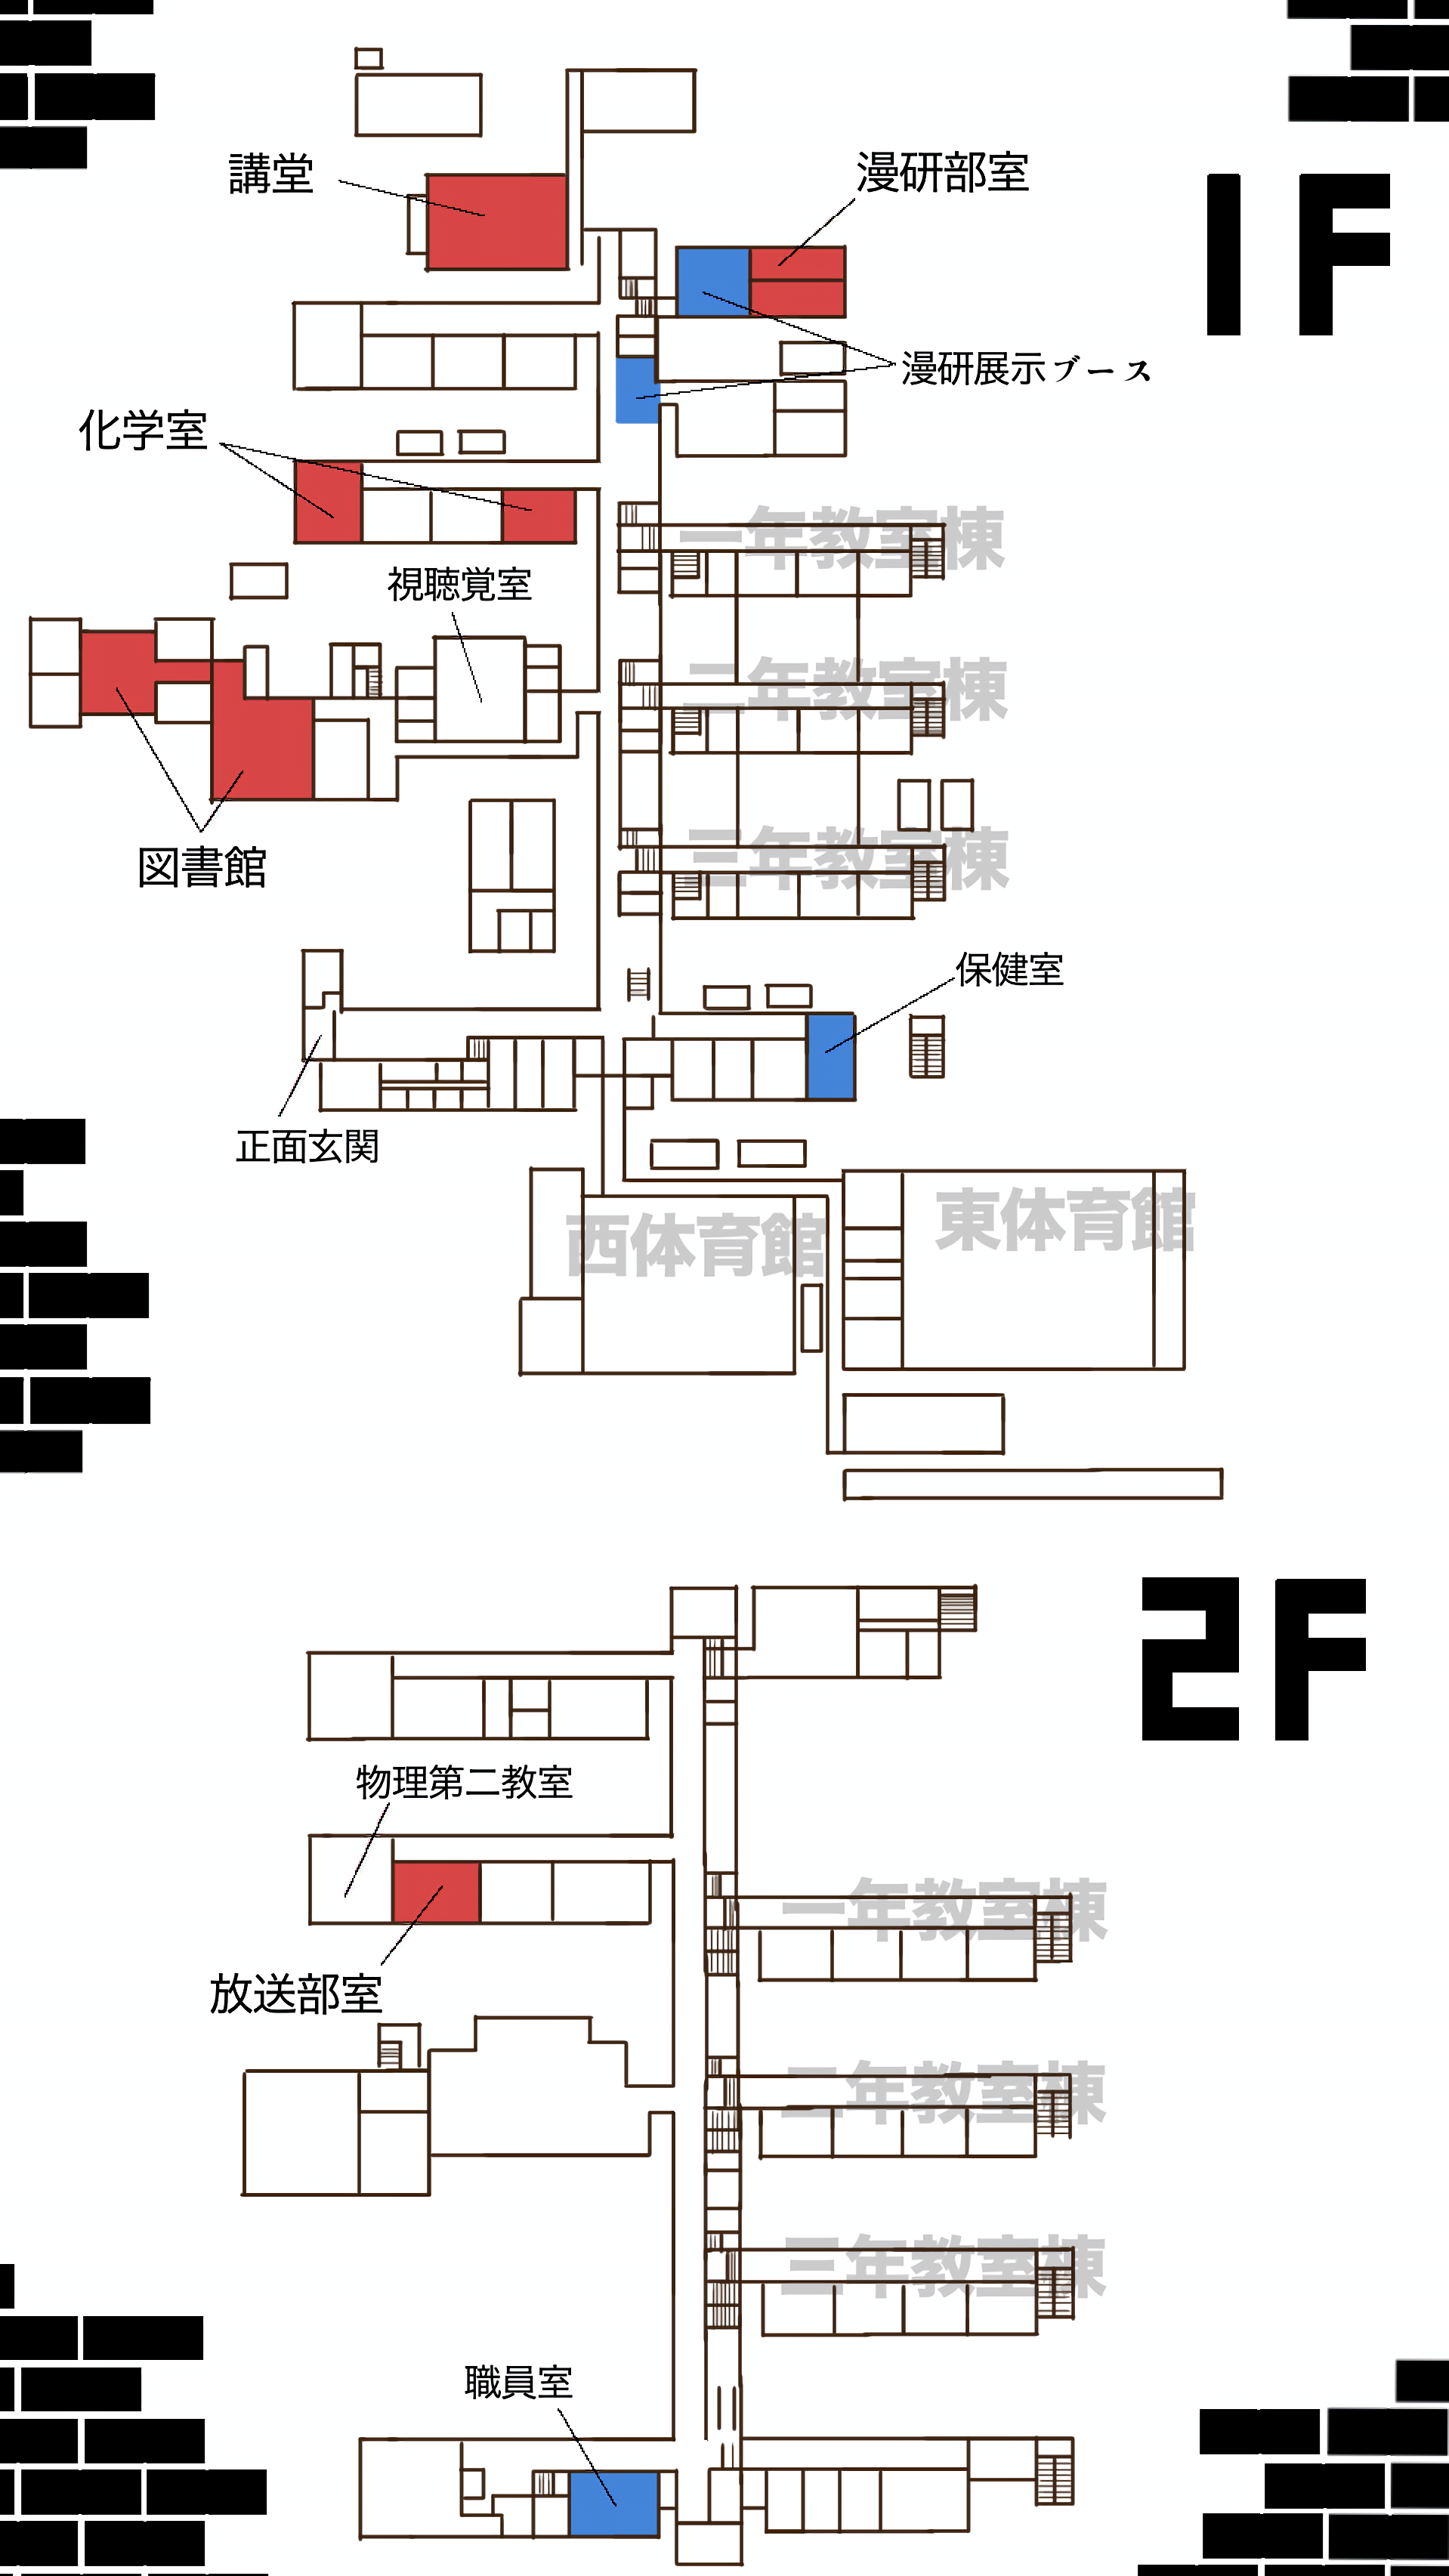 1F
講堂
漫研部室
漫研展示ブース
化学室
一年教室棟
視聴覚室
二年教室棟
三年教室棟
図書館
保健室
正面玄関
東体育館
西体育館
2F
物理第二教室
一年教室棟
放送部室
二年教室棟
三年教室棟
職員室